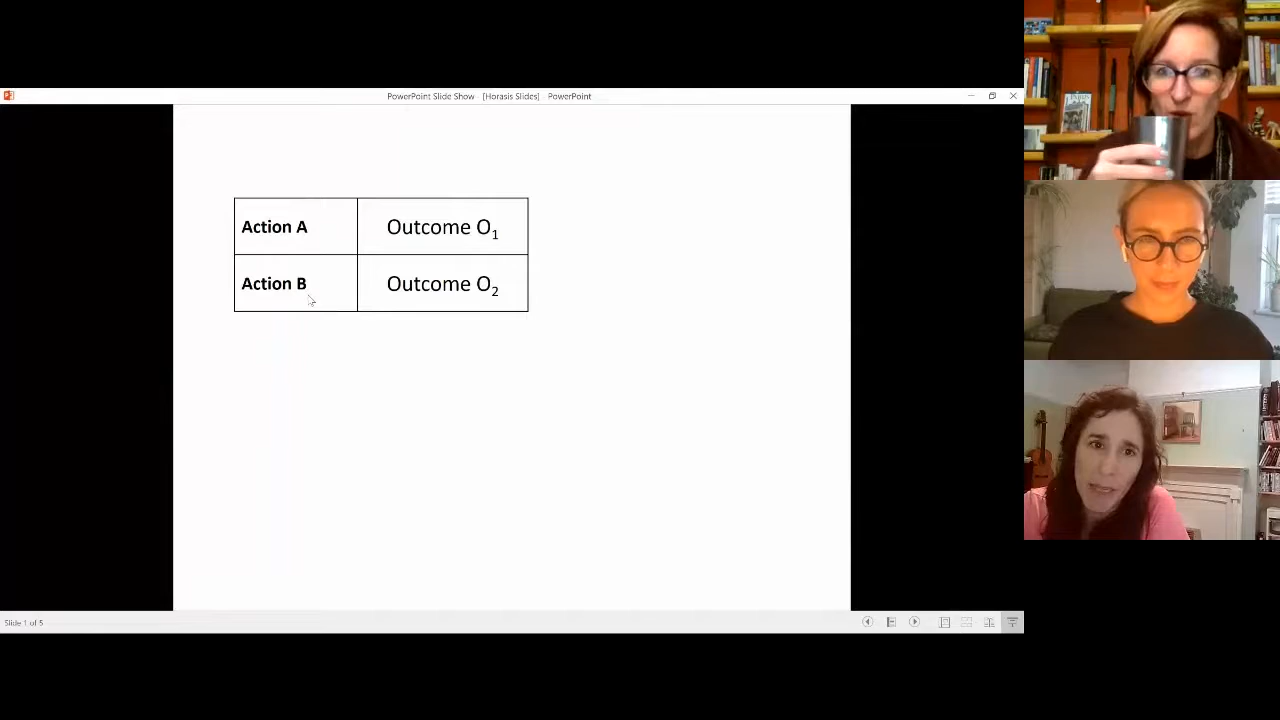 PowerPoint Slide Show - [Horasis Slides] - PowerPoint
Action A Outcome O₁
Action B Outcome O₂
Slide 1 of 5